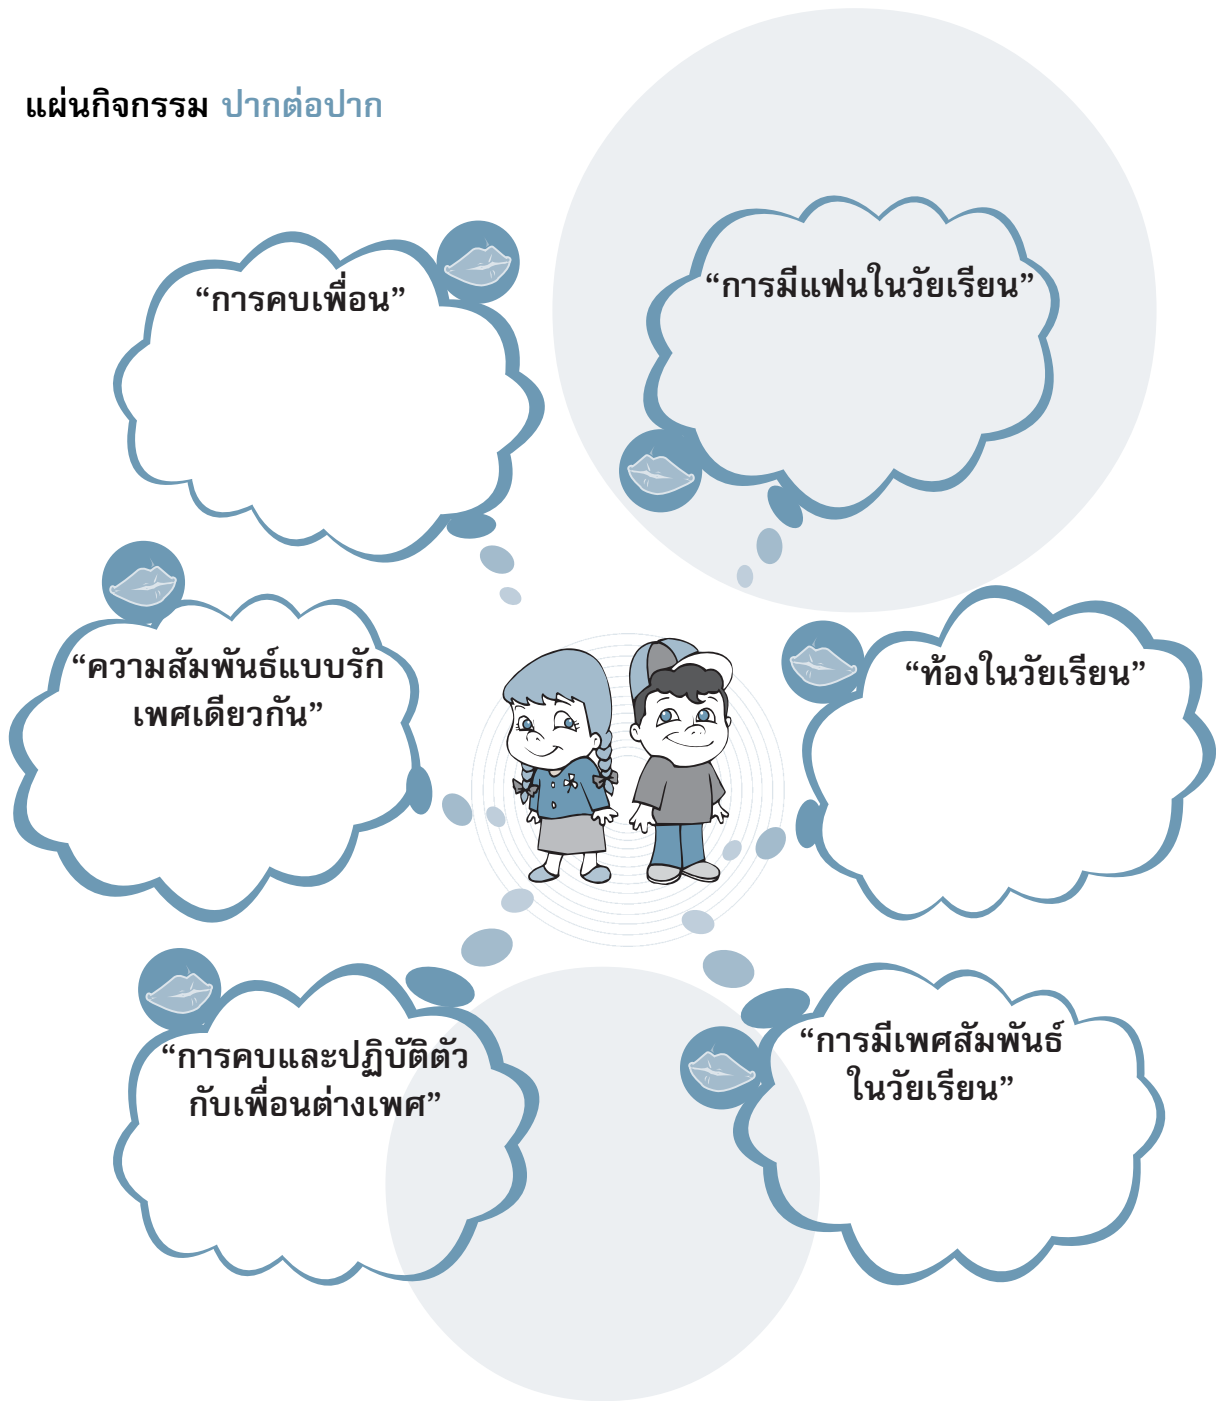 แผ่นกิจกรรม ปากต่อปาก
“การคบเพื่อน”
“การมีแฟนในวัยเรียน”
“ความสัมพันธ์แบบรัก
เพศเดียวกัน”
“ท้องในวัยเรียน”
“การคบและปฏิบัติตัว
กับเพื่อนต่างเพศ”
“การมีเพศสัมพันธ์
ในวัยเรียน”